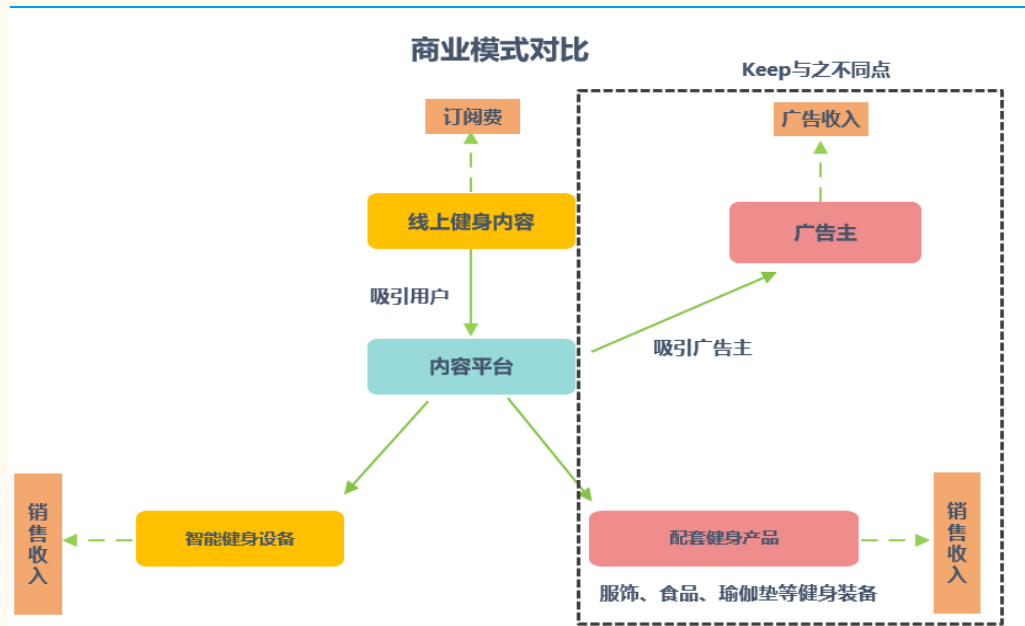 商业模式对比
Keep与之不同点
订阅费
广告收入
线上健身内容
广告主
吸引用户
吸引广告主
内容平台
销售收入
智能健身设备
配套健身产品
销售收入
服饰、食品、瑜伽垫等健身装备